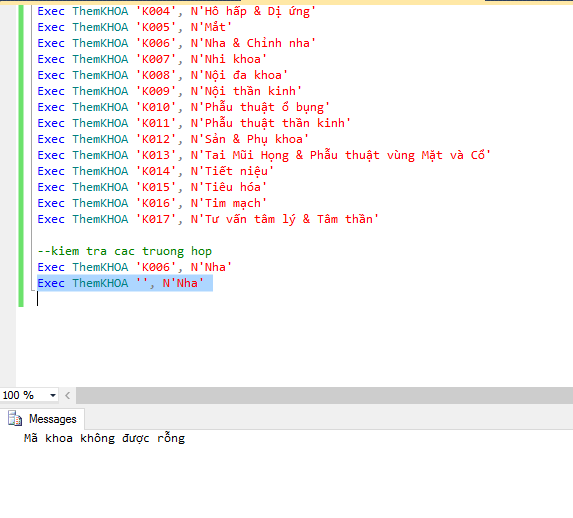 Exec ThemKHOA 'K004', N'Hô hấp & Dị ứng'
Exec ThemKHOA 'K005', N'Mắt'
Exec ThemKHOA 'K006', N'Nha & Chỉnh nha'
Exec ThemKHOA 'K007', N'Nhi khoa'
Exec ThemKHOA 'K008', N'Nội đa khoa'
Exec ThemKHOA 'K009', N'Nội thần kinh'
Exec ThemKHOA 'K010', N'Phẫu thuật ổ bụng'
Exec ThemKHOA 'K011', N'Phẫu thuật thần kinh'
Exec ThemKHOA 'K012', N'Sản & Phụ khoa'
Exec ThemKHOA 'K013', N'Tai Mũi Họng & Phẫu thuật vùng Mặt và Cổ'
Exec ThemKHOA 'K014', N'Tiết niệu'
Exec ThemKHOA 'K015', N'Tiêu hóa'
Exec ThemKHOA 'K016', N'Tim mạch'
Exec ThemKHOA 'K017', N'Tư vấn tâm lý & Tâm thần'
--kiem tra cac truong hop
Exec ThemKHOA 'K006', N'Nha'
Exec ThemKHOA '', N'Nha'
100 %
Messages
Mã khoa không được rỗng